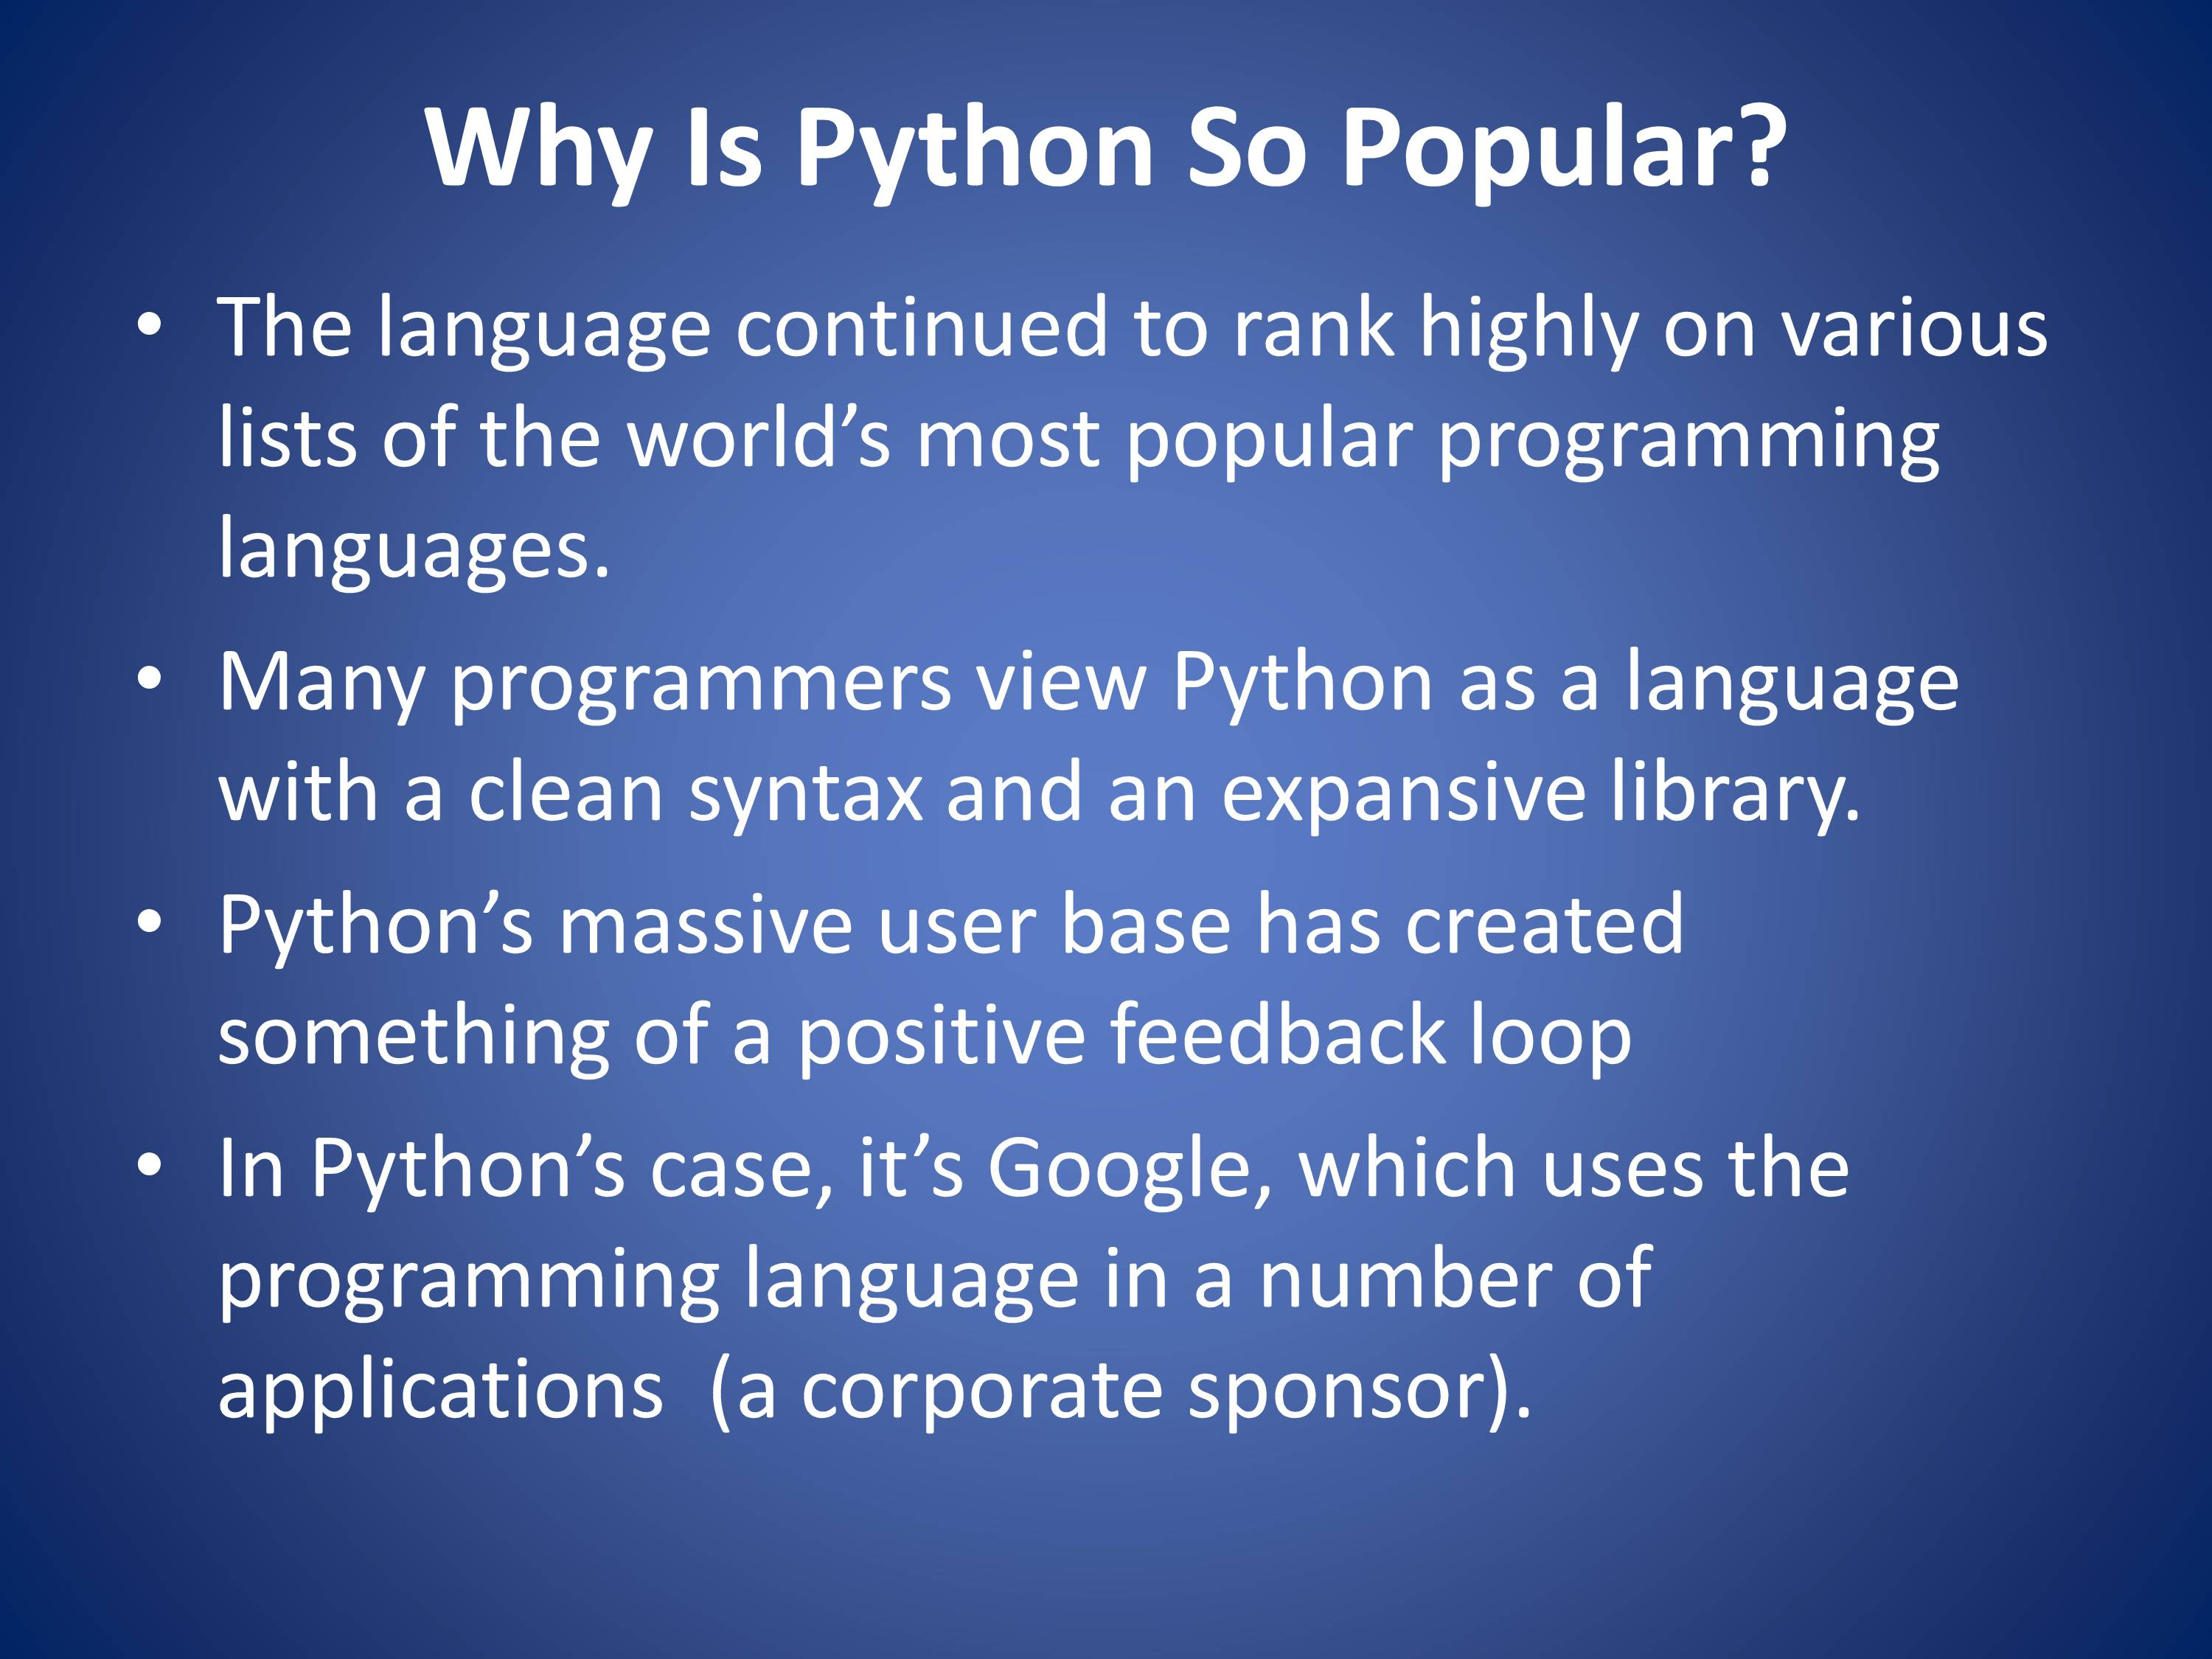 Why Is Python So Popular?
• The language continued to rank highly on various
lists of the world’s most popular programming
languages.
• Many programmers view Python as a language
with a clean syntax and an expansive library.
• Python’s massive user base has created
something of a positive feedback loop
• In Python’s case, it’s Google, which uses the
programming language in a number of
applications  (a corporate sponsor).